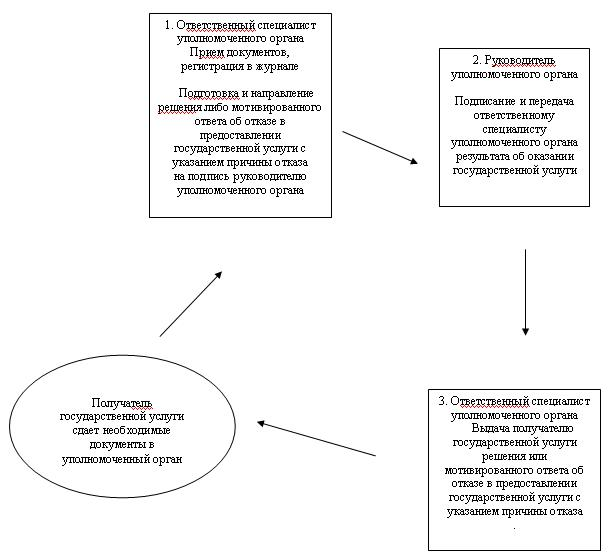 1. Ответственный специалист
уполномоченного органа
Прием документов,
регистрация в журнале
Подготовка и направление
решения либо мотивированного
ответа об отказе в
предоставлении
государственной услуги с
указанием причины отказа
на подпись руководителю
уполномоченного органа
2. Руководитель
уполномоченного органа
Подписание и передача
ответственному
специалисту
уполномоченного органа
результата об оказании
государственной услуги
3. Ответственный специалист
уполномоченного органа
Выдача получателю
государственной услуги
решения или
мотивированного ответа об
отказе в предоставлении
государственной услуги с
указанием причины отказа
.
Получатель
государственной услуги
сдает необходимые
документы в
уполномоченный орган